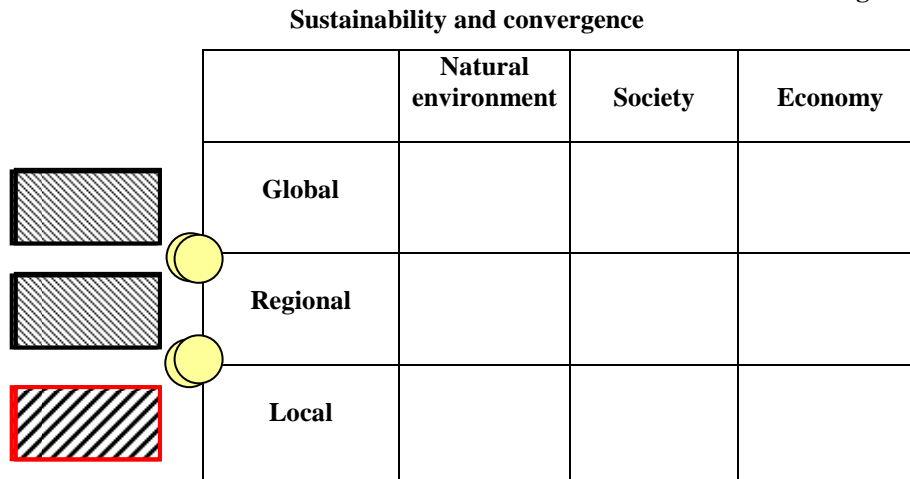 Sustainability and convergence
Natural
environment
Society
Economy
Global
Regional
Local